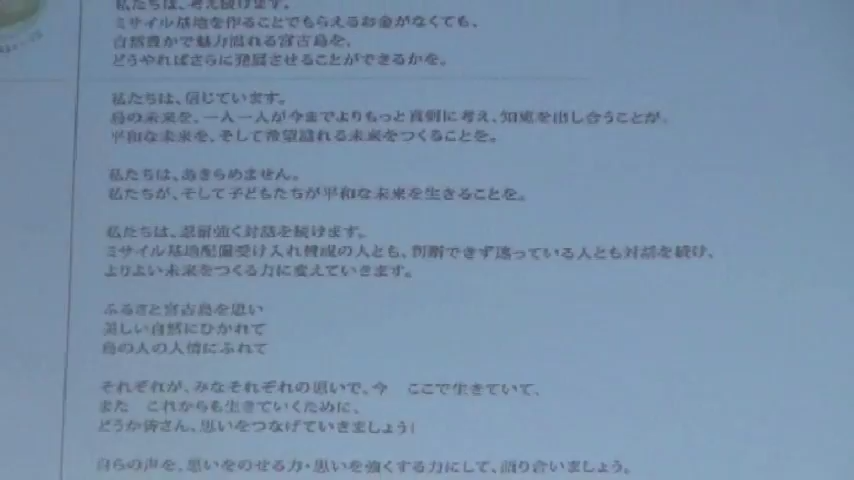 私たちは、考え続けます。
ミサイル基地を作ることでもらえるお金がなくても、
自然豊かで魅力溢れる宮古島を、
どうやればさらに発展させることができるかを。
私たちは、信じています。
島の未来を、一人一人が今までよりもっと真剣に考え、知恵を出し合うことが、
平和な未来を、そして希望溢れる未来をつくることを。
私たちは、あきらめません。
私たちが、そして子どもたちが平和な未来を生きることを。
私たちは、忍耐強く対話を続けます。
ミサイル基地配備受け入れ賛成の人とも、判断できず迷っている人とも対話を続け、
よりよい未来をつくる力に変えていきます。
ふるさと宮古島を思い
美しい自然にひかれて
島の人の人情にふれて
それぞれが、みなそれぞれの思いで、今　ここで生きていて、
また　これからも生きていくために、
どうか皆さん、思いをつなげていきましょう!
自らの声を、思いをのせる力・思いを強くする力にして、語り合いましょう。